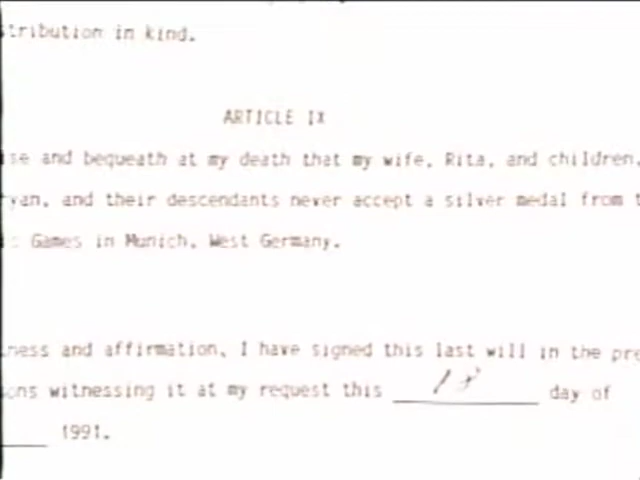 tribution in kind.
ARTICLE IX
se and bequeath at my death that my wife, Rita, and children,
yan, and their descendants never accept a silver medal from t
c Games in Munich, West Germany.
ness and affirmation, I have signed this last will in the pre
ons witnessing it at my request this 18 day of
1991.